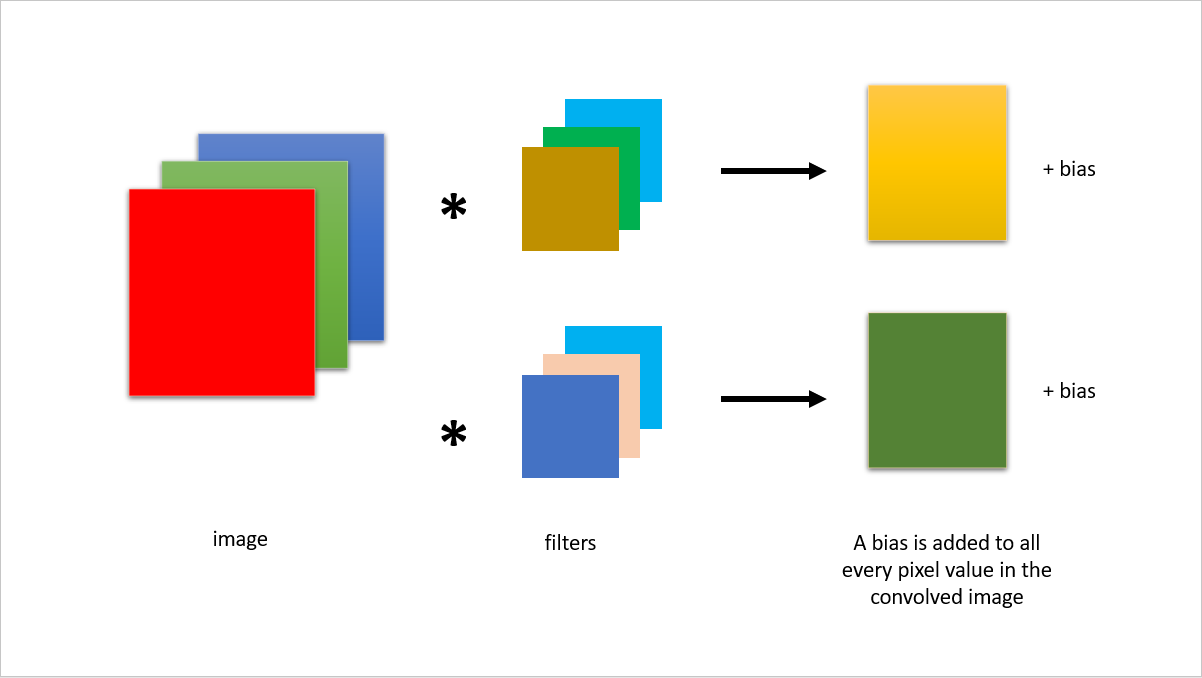 *
+ bias
*
+ bias
image
filters
A bias is added to all
every pixel value in the
convolved image